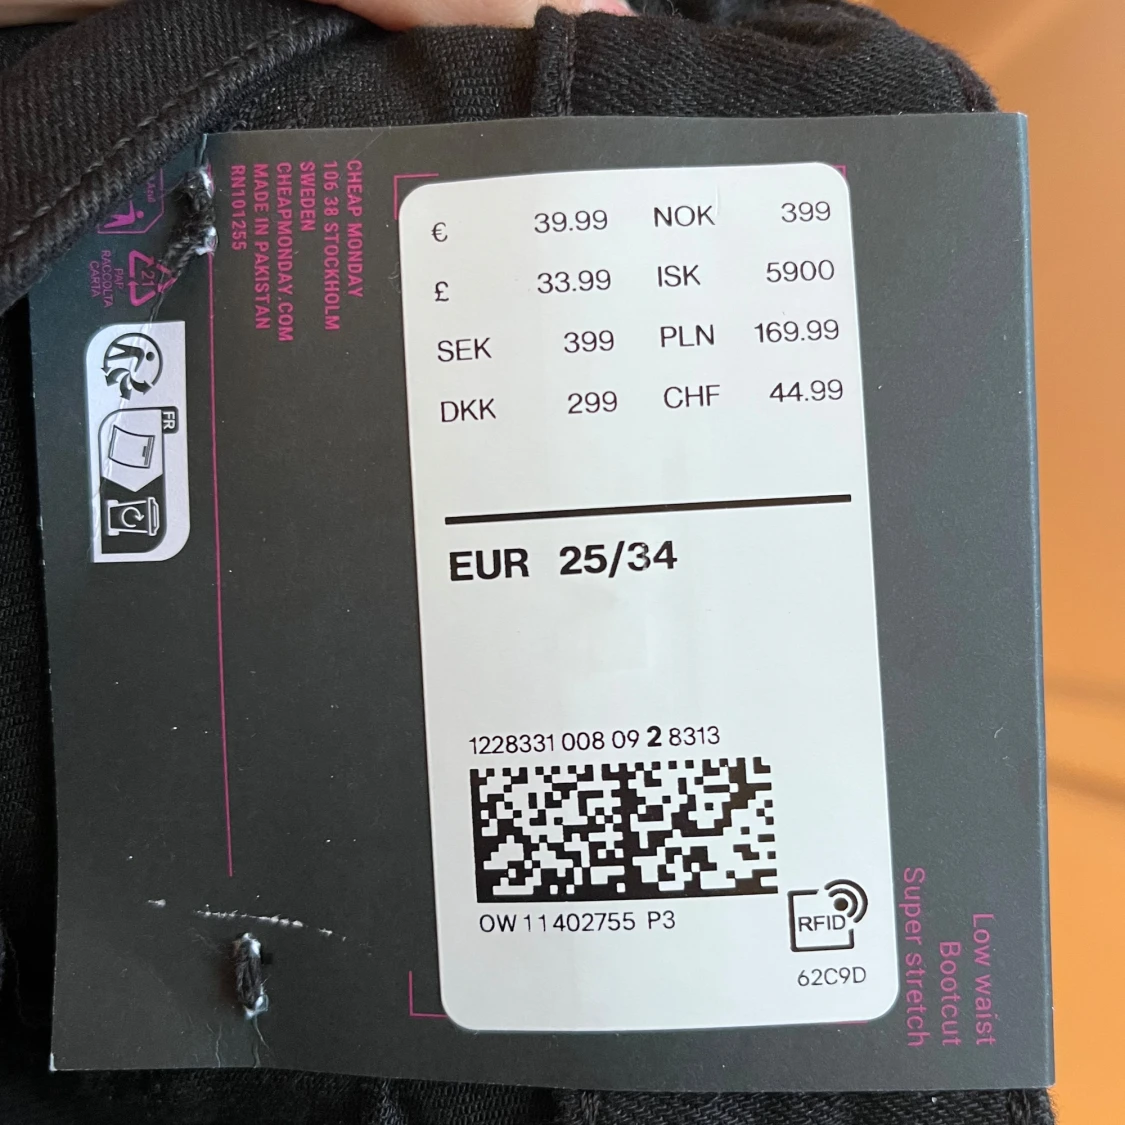 CHEAP MONDAY
106 38 STOCKHOLM
SWEDEN
CHEAPMONDAY.COM
MADE IN PAKISTAN
RN101255
21
PAP
RACCOLTA
CARTA
FR
€ 39.99 NOK 399
£ 33.99 ISK 5900
SEK 399 PLN 169.99
DKK 299 CHF 44.99
EUR 25/34
1228331 008 09 2 8313
OW 11402755 P3
RFID
62C9D
Low waist
Bootcut
Super stretch